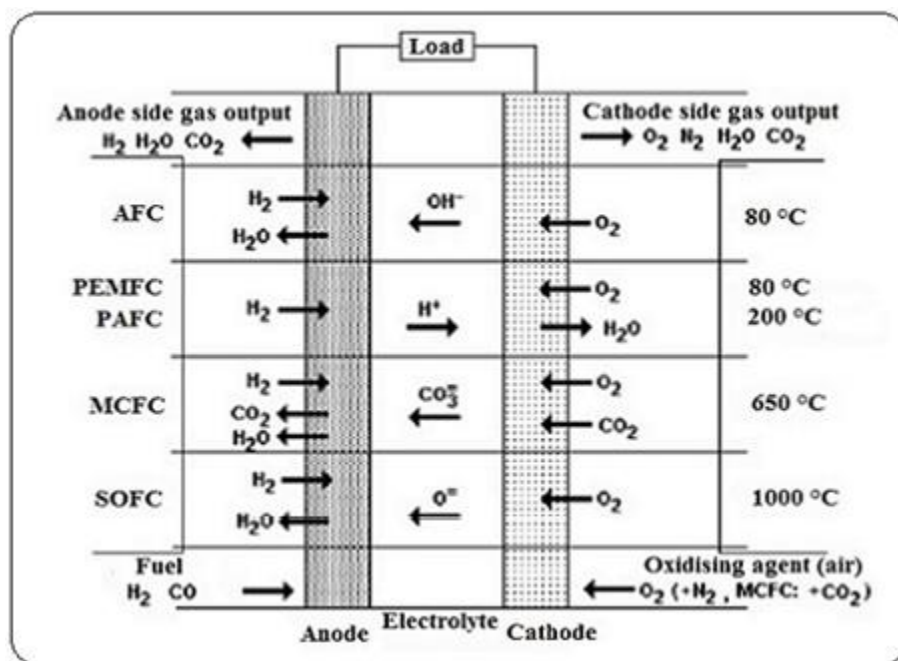 Load
Anode side gas output
H₂ H₂O CO₂
Cathode side gas output
O₂ N₂ H₂O CO₂
AFC
H₂
H₂O
OH⁻
O₂
80 °C
PEMFC
PAFC
H₂
H⁺
O₂
H₂O
80 °C
200 °C
MCFC
H₂
CO₂
H₂O
CO₃⁼
O₂
CO₂
650 °C
SOFC
H₂
H₂O
O⁼
O₂
1000 °C
Fuel
H₂ CO
Oxidising agent (air)
O₂ (+N₂ , MCFC: +CO₂)
Anode
Electrolyte
Cathode